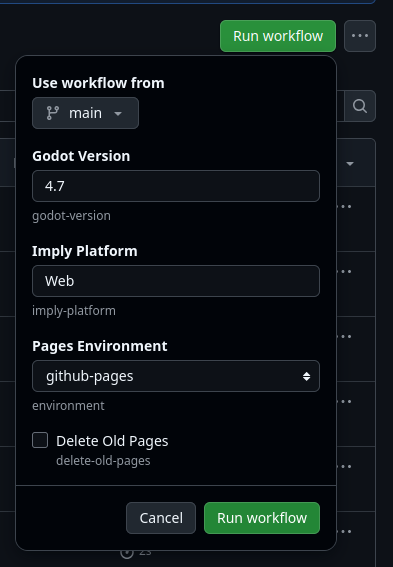 Run workflow
Use workflow from
main
Godot Version
4.7
godot-version
Imply Platform
Web
imply-platform
Pages Environment
github-pages
environment
Delete Old Pages
delete-old-pages
Cancel
Run workflow